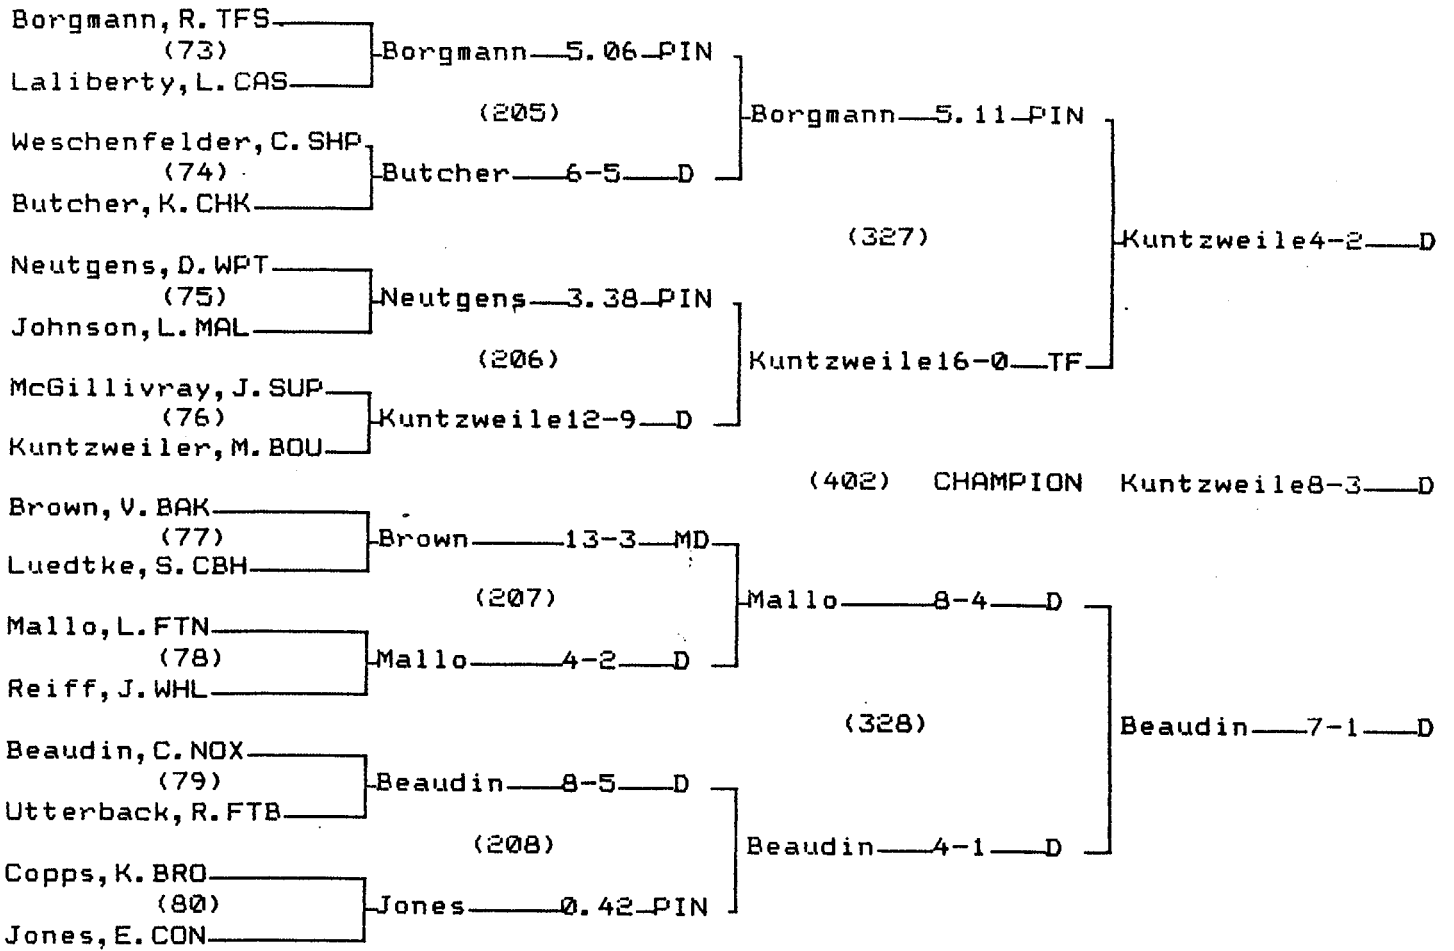 Borgmann, R. TFS
(73) Borgmann 5.06 PIN
Laliberty, L. CAS
(205) Borgmann 5.11 PIN
Weschenfelder, C. SHP
(74) Butcher 6-5 D
Butcher, K. CHK
(327) Kuntzweile4-2 D
Neutgens, D. WPT
(75) Neutgens 3.38 PIN
Johnson, L. MAL
(206) Kuntzweile16-0 TF
McGillivray, J. SUP
(76) Kuntzweile12-9 D
Kuntzweiler, M. BOU
(402) CHAMPION Kuntzweile8-3 D
Brown, V. BAK
(77) Brown 13-3 MD
Luedtke, S. CBH
(207) Mallo 8-4 D
Mallo, L. FTN
(78) Mallo 4-2 D
Reiff, J. WHL
(328) Beaudin 7-1 D
Beaudin, C. NOX
(79) Beaudin 8-5 D
Utterback, R. FTB
(208) Beaudin 4-1 D
Copps, K. BRO
(80) Jones 0.42 PIN
Jones, E. CON